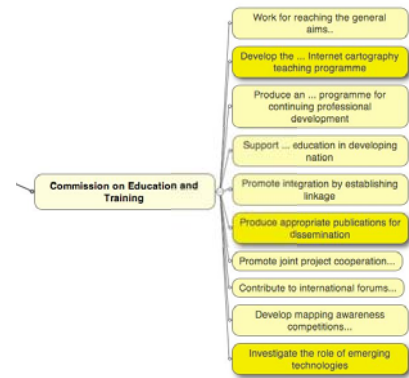 Work for reaching the general
aims..
Develop the ... Internet cartography
teaching programme
Produce an ... programme for
continuing professional
development
Support ... education in developing
nation
Commission on Education and
Training
Promote integration by establishing
linkage
Produce appropriate publications for
dissemination
Promote joint project cooperation...
Contribute to international forums...
Develop mapping awareness
competitions...
Investigate the role of emerging
technologies